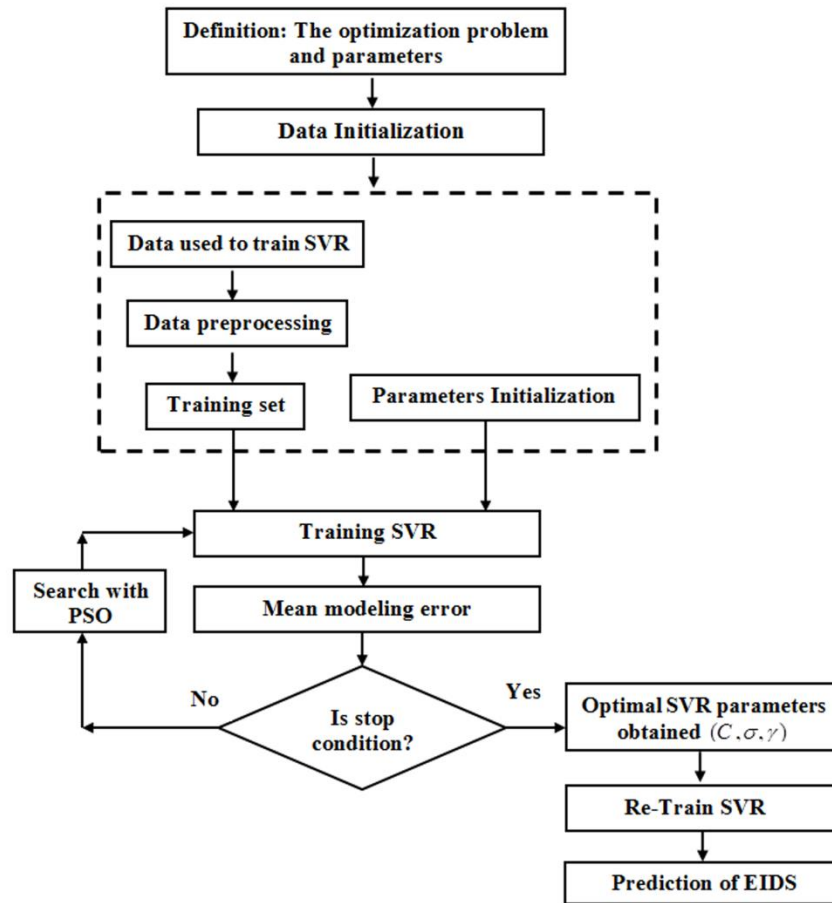 Definition: The optimization problem
and parameters
Data Initialization
Data used to train SVR
Data preprocessing
Training set
Parameters Initialization
Training SVR
Search with
PSO
Mean modeling error
No
Is stop
condition?
Yes
Optimal SVR parameters
obtained (C,σ,γ)
Re-Train SVR
Prediction of EIDS